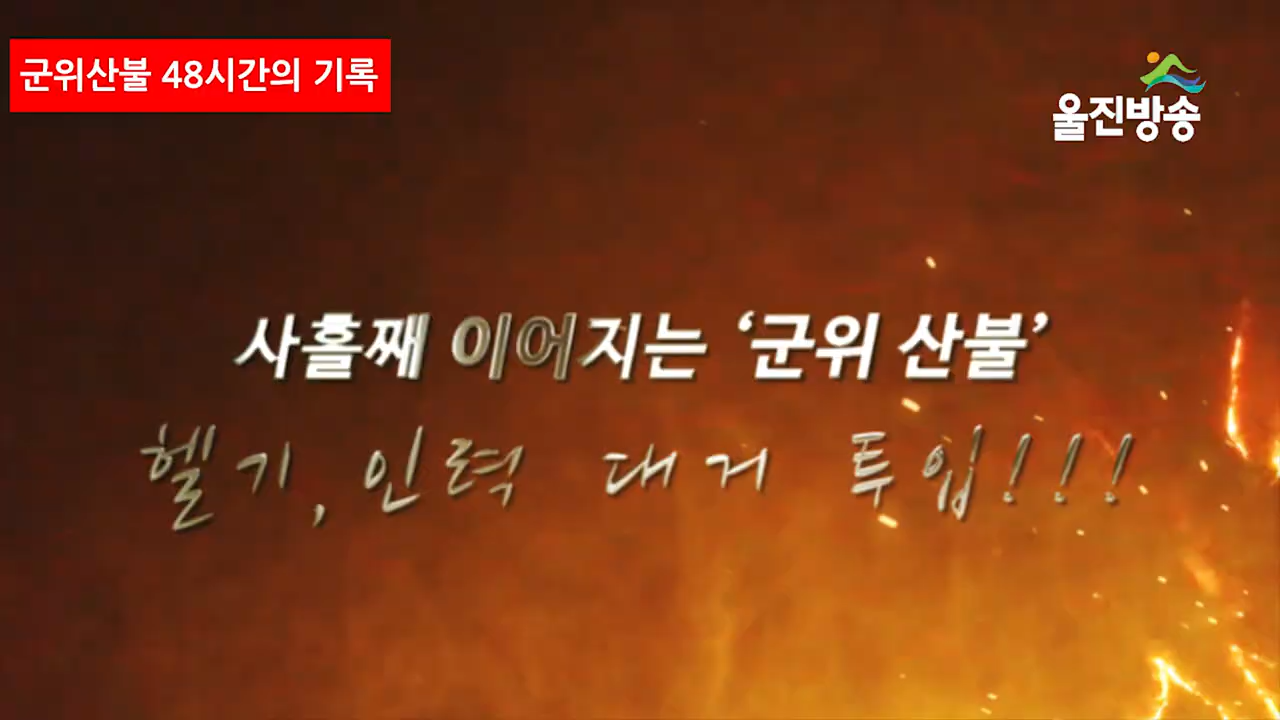 군위산불 48시간의 기록
울진방송
사흘째 이어지는 ‘군위 산불’
헬기, 인력 대거 투입!!!